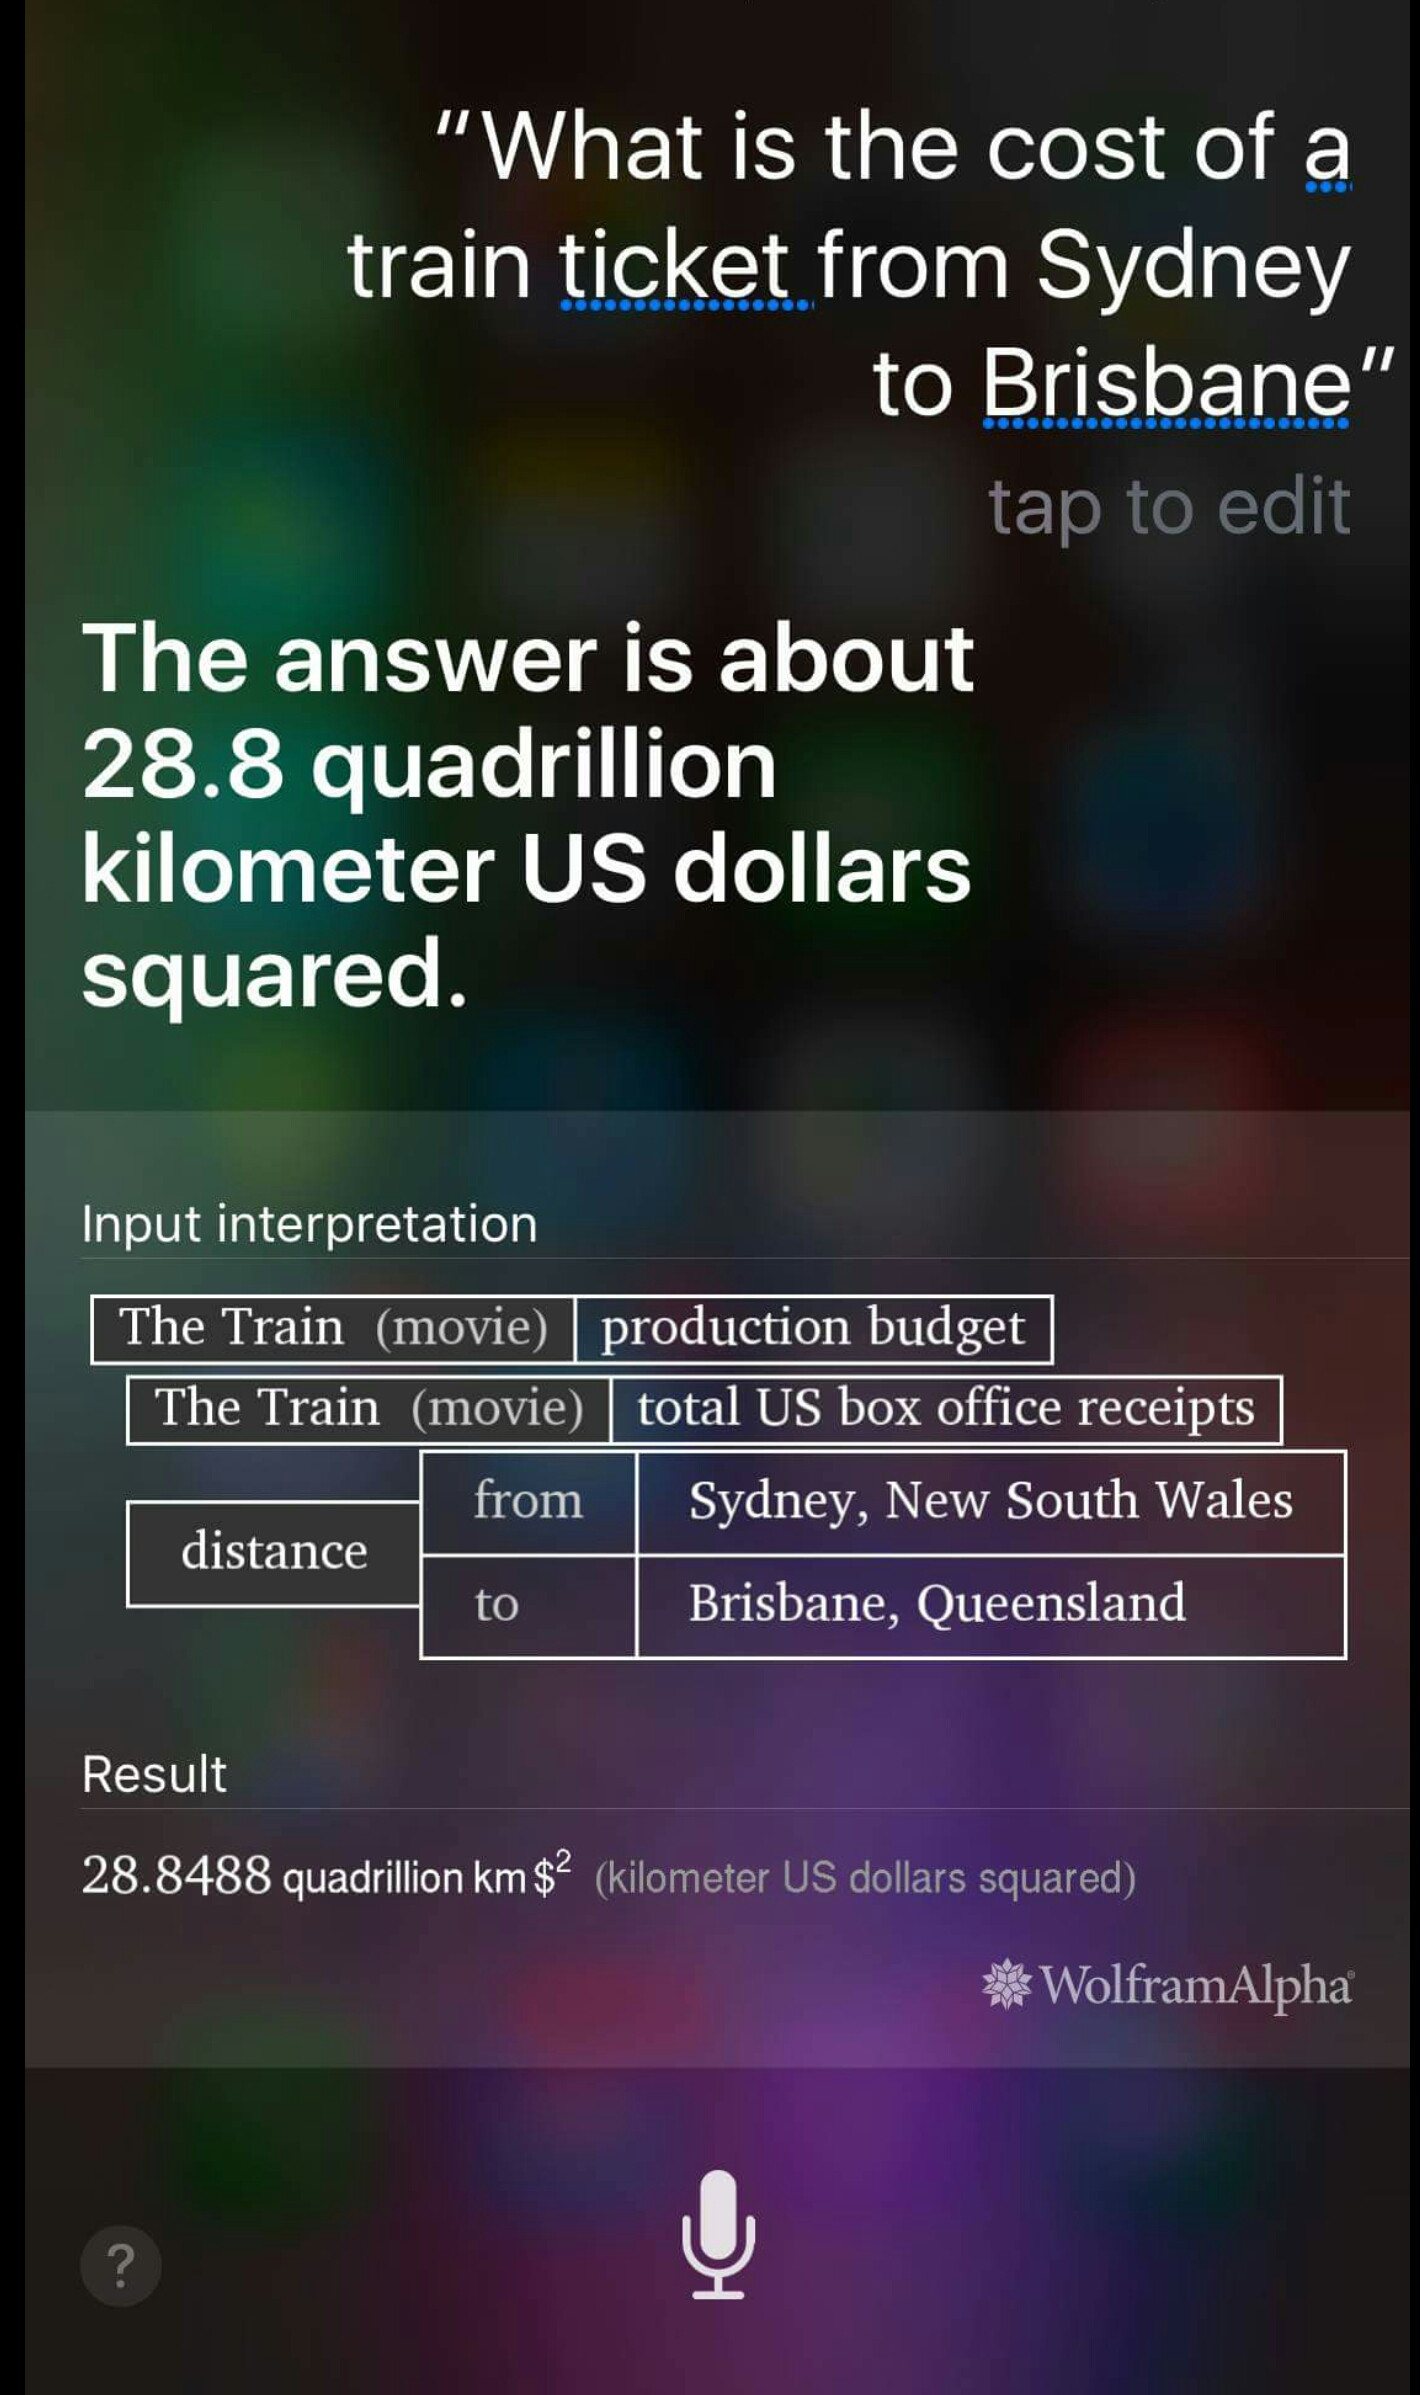 “What is the cost of a
train ticket from Sydney
to Brisbane”
tap to edit
The answer is about
28.8 quadrillion
kilometer US dollars
squared.
Input interpretation
The Train (movie) production budget
The Train (movie) total US box office receipts
distance
from Sydney, New South Wales
to Brisbane, Queensland
Result
28.8488 quadrillion km $² (kilometer US dollars squared)
WolframAlpha
?